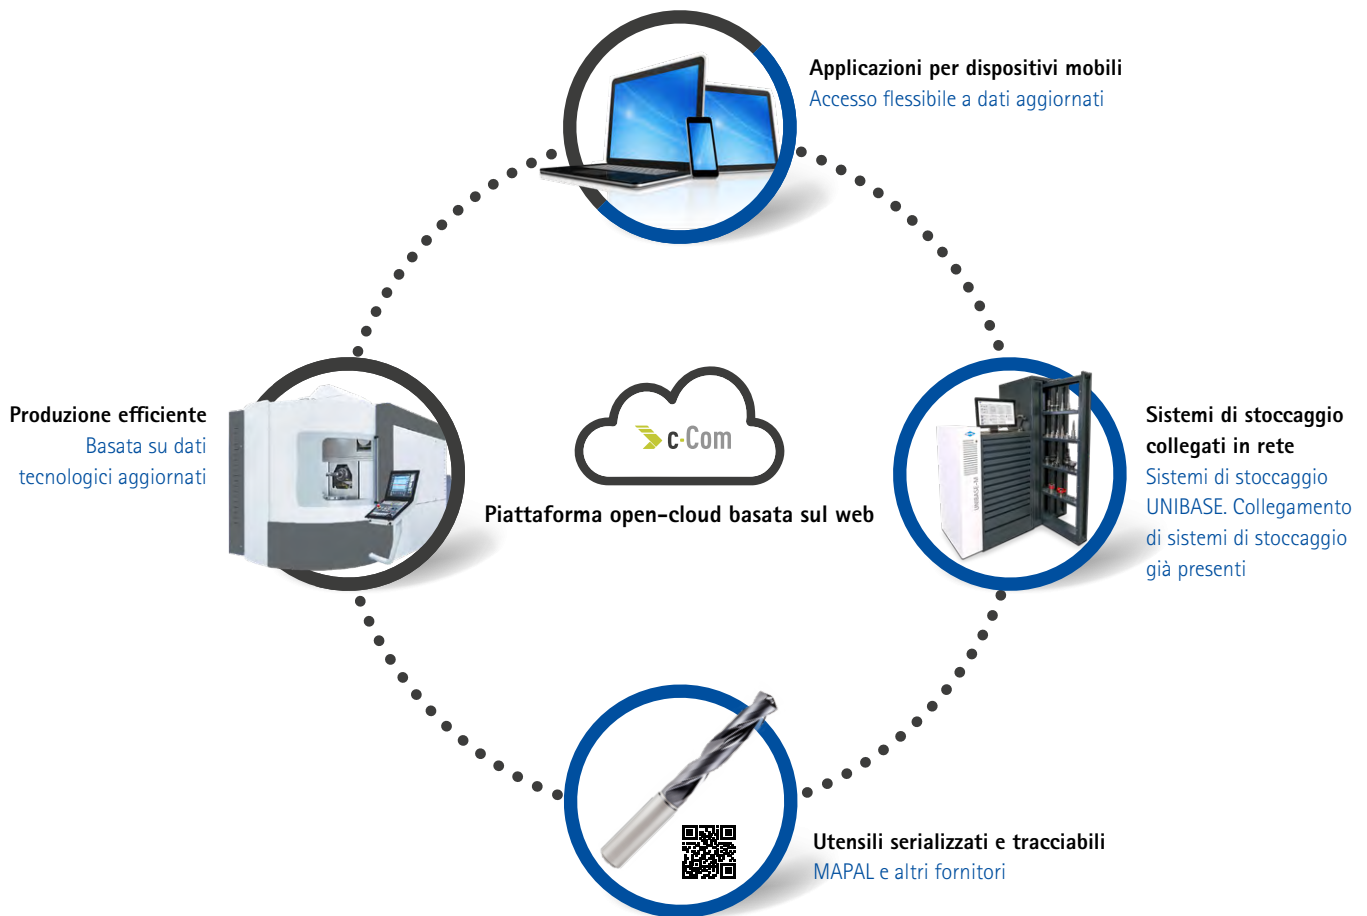 Applicazioni per dispositivi mobili
Accesso flessibile a dati aggiornati
Produzione efficiente
Basata su dati
tecnologici aggiornati
c-Com
Piattaforma open-cloud basata sul web
UNIBASE-M
Sistemi di stoccaggio
collegati in rete
Sistemi di stoccaggio
UNIBASE. Collegamento
di sistemi di stoccaggio
già presenti
Utensili serializzati e tracciabili
MAPAL e altri fornitori